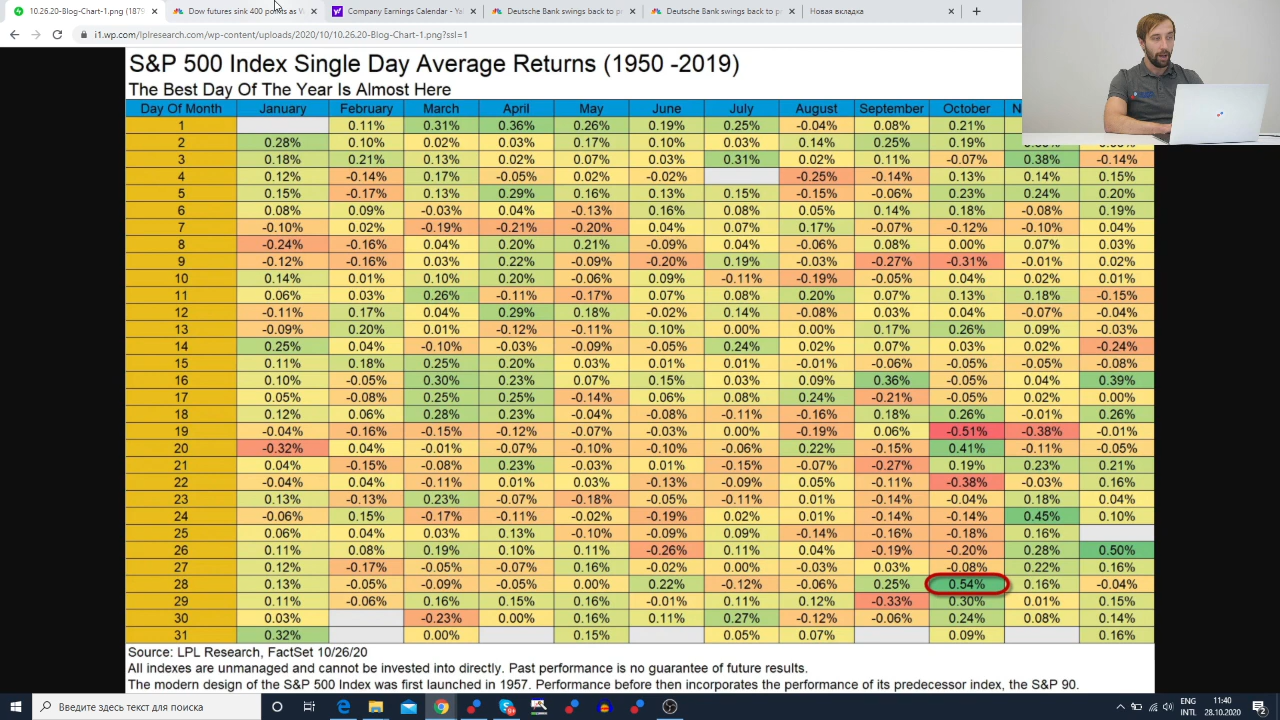 10.26.20-Blog-Chart-1.png (1879
Dow futures sink 400 points as W
Company Earnings Calendar - Ya
Deutsche Bank swings back to p
Deutsche Bank swings back to p
Новая вкладка
i1.wp.com/lplresearch.com/wp-content/uploads/2020/10/10.26.20-Blog-Chart-1.png?ssl=1
S&P 500 Index Single Day Average Returns (1950 -2019)
The Best Day Of The Year Is Almost Here
Day Of Month January February March April May June July August September October N
1 0.11% 0.31% 0.36% 0.26% 0.19% 0.25% -0.04% 0.08% 0.21%
2 0.28% 0.10% 0.02% 0.03% 0.17% 0.10% 0.03% 0.14% 0.25% 0.19%
3 0.18% 0.21% 0.13% 0.02% 0.07% 0.03% 0.31% 0.02% 0.11% -0.07% 0.38% -0.14%
4 0.12% -0.14% 0.17% -0.05% 0.02% -0.02% -0.25% -0.14% 0.13% 0.14% 0.15%
5 0.15% -0.17% 0.13% 0.29% 0.16% 0.13% 0.15% -0.15% -0.06% 0.23% 0.24% 0.20%
6 0.08% 0.09% -0.03% 0.04% -0.13% 0.16% 0.08% 0.05% 0.14% 0.18% -0.08% 0.19%
7 -0.10% 0.02% -0.19% -0.21% -0.20% 0.04% 0.07% 0.17% -0.07% -0.12% -0.10% 0.04%
8 -0.24% -0.16% 0.04% 0.20% 0.21% -0.09% 0.04% -0.06% 0.08% 0.00% 0.07% 0.03%
9 -0.12% -0.16% 0.03% 0.22% -0.09% -0.20% 0.19% -0.03% -0.27% -0.31% -0.01% 0.02%
10 0.14% 0.01% 0.10% 0.20% -0.06% 0.09% -0.11% -0.19% -0.05% 0.04% 0.02% 0.01%
11 0.06% 0.03% 0.26% -0.11% -0.17% 0.07% 0.08% 0.20% 0.07% 0.13% 0.18% -0.15%
12 -0.11% 0.17% 0.04% 0.29% 0.18% -0.02% 0.14% -0.08% 0.03% 0.04% -0.07% -0.04%
13 -0.09% 0.20% 0.01% -0.12% -0.11% 0.10% 0.00% 0.00% 0.17% 0.26% 0.09% -0.03%
14 0.25% 0.04% -0.10% -0.03% -0.09% -0.05% 0.24% 0.02% 0.07% 0.03% 0.02% -0.24%
15 0.11% 0.18% 0.25% 0.20% 0.03% 0.01% 0.01% -0.01% -0.06% -0.05% -0.05% -0.08%
16 0.10% -0.05% 0.30% 0.23% 0.07% 0.15% 0.03% 0.09% 0.36% -0.05% 0.04% 0.39%
17 0.05% -0.08% 0.25% 0.25% -0.14% 0.06% 0.08% 0.24% -0.21% -0.05% 0.02% 0.00%
18 0.12% 0.06% 0.28% 0.23% -0.04% -0.08% -0.11% -0.16% 0.18% 0.26% -0.01% 0.26%
19 -0.04% -0.16% -0.15% -0.12% -0.07% -0.03% 0.00% -0.19% 0.06% -0.51% -0.38% -0.01%
20 -0.32% 0.04% -0.01% -0.07% -0.10% -0.10% -0.06% 0.22% -0.15% 0.41% -0.11% -0.05%
21 0.04% -0.15% -0.08% 0.23% -0.03% 0.01% -0.15% -0.07% -0.27% 0.19% 0.23% 0.21%
22 -0.04% 0.04% -0.11% 0.01% 0.03% -0.13% -0.09% 0.05% -0.11% -0.38% -0.03% 0.16%
23 0.13% -0.13% 0.23% -0.07% -0.18% -0.05% -0.11% 0.01% -0.14% -0.04% 0.18% 0.04%
24 -0.06% 0.15% -0.17% -0.11% -0.02% -0.19% 0.02% 0.01% -0.14% -0.14% 0.45% 0.10%
25 0.06% 0.04% 0.03% 0.13% -0.10% -0.09% 0.08% -0.14% -0.16% -0.18% 0.16%
26 0.11% 0.08% 0.19% 0.10% 0.11% -0.26% 0.11% 0.04% -0.19% -0.20% 0.28% 0.50%
27 0.12% -0.17% -0.05% -0.07% 0.16% -0.02% 0.00% -0.03% 0.03% -0.08% 0.22% 0.16%
28 0.13% -0.05% -0.09% -0.05% 0.00% 0.22% -0.12% -0.06% 0.25% 0.54% 0.16% -0.04%
29 0.11% -0.06% 0.16% 0.15% 0.16% -0.01% 0.11% 0.12% -0.33% 0.30% 0.01% 0.15%
30 0.03% -0.23% 0.00% 0.16% 0.11% 0.27% -0.12% -0.06% 0.24% 0.08% 0.14%
31 0.32% 0.00% 0.15% 0.05% 0.07% 0.09% 0.16%
Source: LPL Research, FactSet 10/26/20
All indexes are unmanaged and cannot be invested into directly. Past performance is no guarantee of future results.
The modern design of the S&P 500 Index was first launched in 1957. Performance before then incorporates the performance of its predecessor index, the S&P 90.
Введите здесь текст для поиска
ENG 11:40
INTL 28.10.2020
2